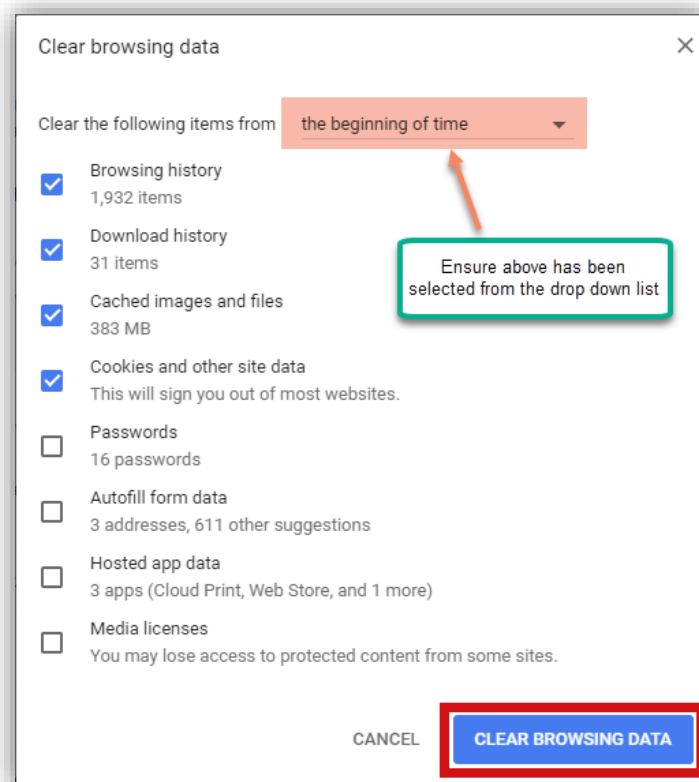 Clear browsing data
Clear the following items from the beginning of time
Browsing history
1,932 items
Download history
31 items
Ensure above has been
selected from the drop down list
Cached images and files
383 MB
Cookies and other site data
This will sign you out of most websites.
Passwords
16 passwords
Autofill form data
3 addresses, 611 other suggestions
Hosted app data
3 apps (Cloud Print, Web Store, and 1 more)
Media licenses
You may lose access to protected content from some sites.
CANCEL CLEAR BROWSING DATA